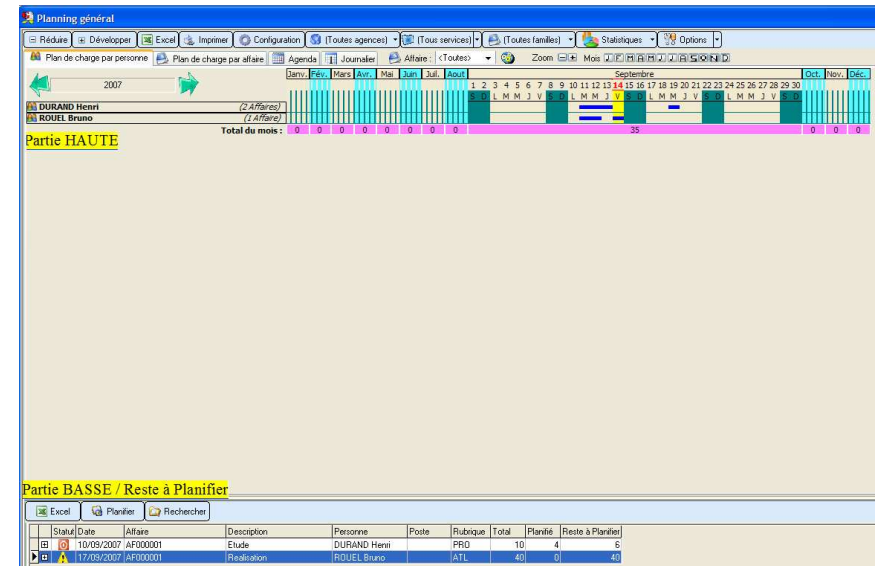 Planning général
Réduire Développer Excel Imprimer Configuration (Toutes agences) (Tous services) (Toutes familles) Statistiques Options
Plan de charge par personne Plan de charge par affaire Agenda Journalier Affaire : <Toutes> Zoom Mois J F M A M J J A S O N D
2007 Janv. Fév. Mars Avr. Mai Juin Juil. Aout Septembre Oct. Nov. Déc.
1 2 3 4 5 6 7 8 9 10 11 12 13 14 15 16 17 18 19 20 21 22 23 24 25 26 27 28 29 30
S D L M M J V S D L M M J V S D L M M J V S D L M M J V S D
DURAND Henri (2 Affaires)
ROUEL Bruno (1 Affaire)
Total du mois : 0 0 0 0 0 0 0 0 35 0 0 0
Partie HAUTE
Partie BASSE / Reste à Planifier
Excel Planifier Rechercher
Statut Date Affaire Description Personne Poste Rubrique Total Planifié Reste à Planifier
10/09/2007 AF000001 Etude DURAND Henri PRO 10 4 6
17/09/2007 AF000001 Realisation ROUEL Bruno ATL 40 0 40